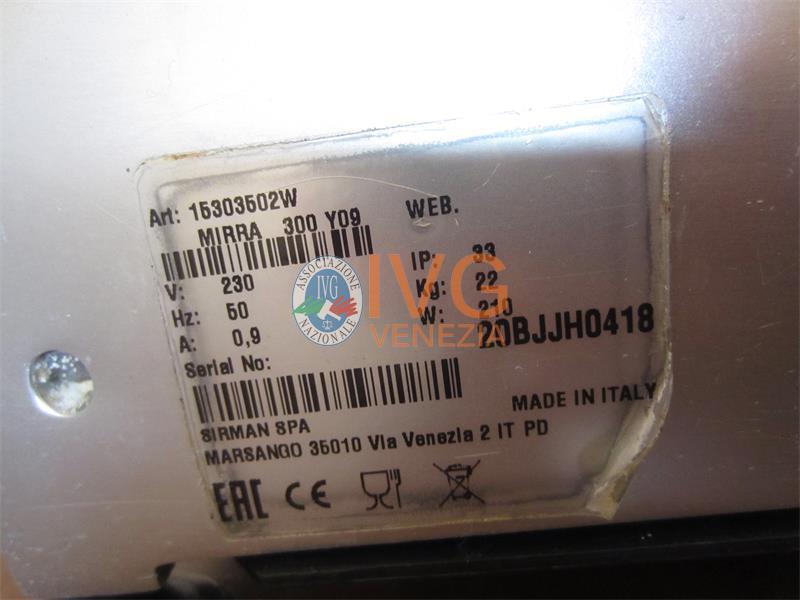 Art: 15303502W WEB.
MIRRA 300 Y09
V: 230 IP: 33
Hz: 50 Kg: 22
A: 0,9 W: 210
Serial No: 20BJJH0418
MADE IN ITALY
SIRMAN SPA
MARSANGO 35010 Via Venezia 2 IT PD
EAC CE
ASSOCIAZIONE
IVG
NAZIONALE
IVG
VENEZIA